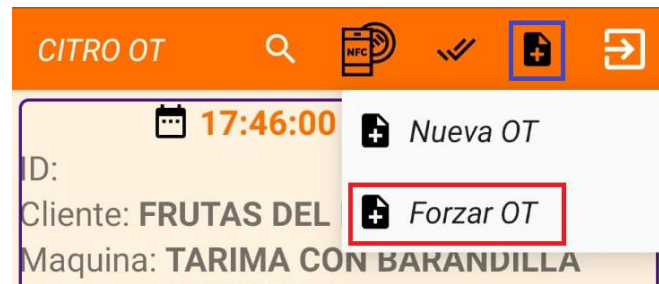 CITRO OT
NFC
17:46:00
Nueva OT
ID:
Cliente: FRUTAS DEL
Forzar OT
Maquina: TARIMA CON BARANDILLA